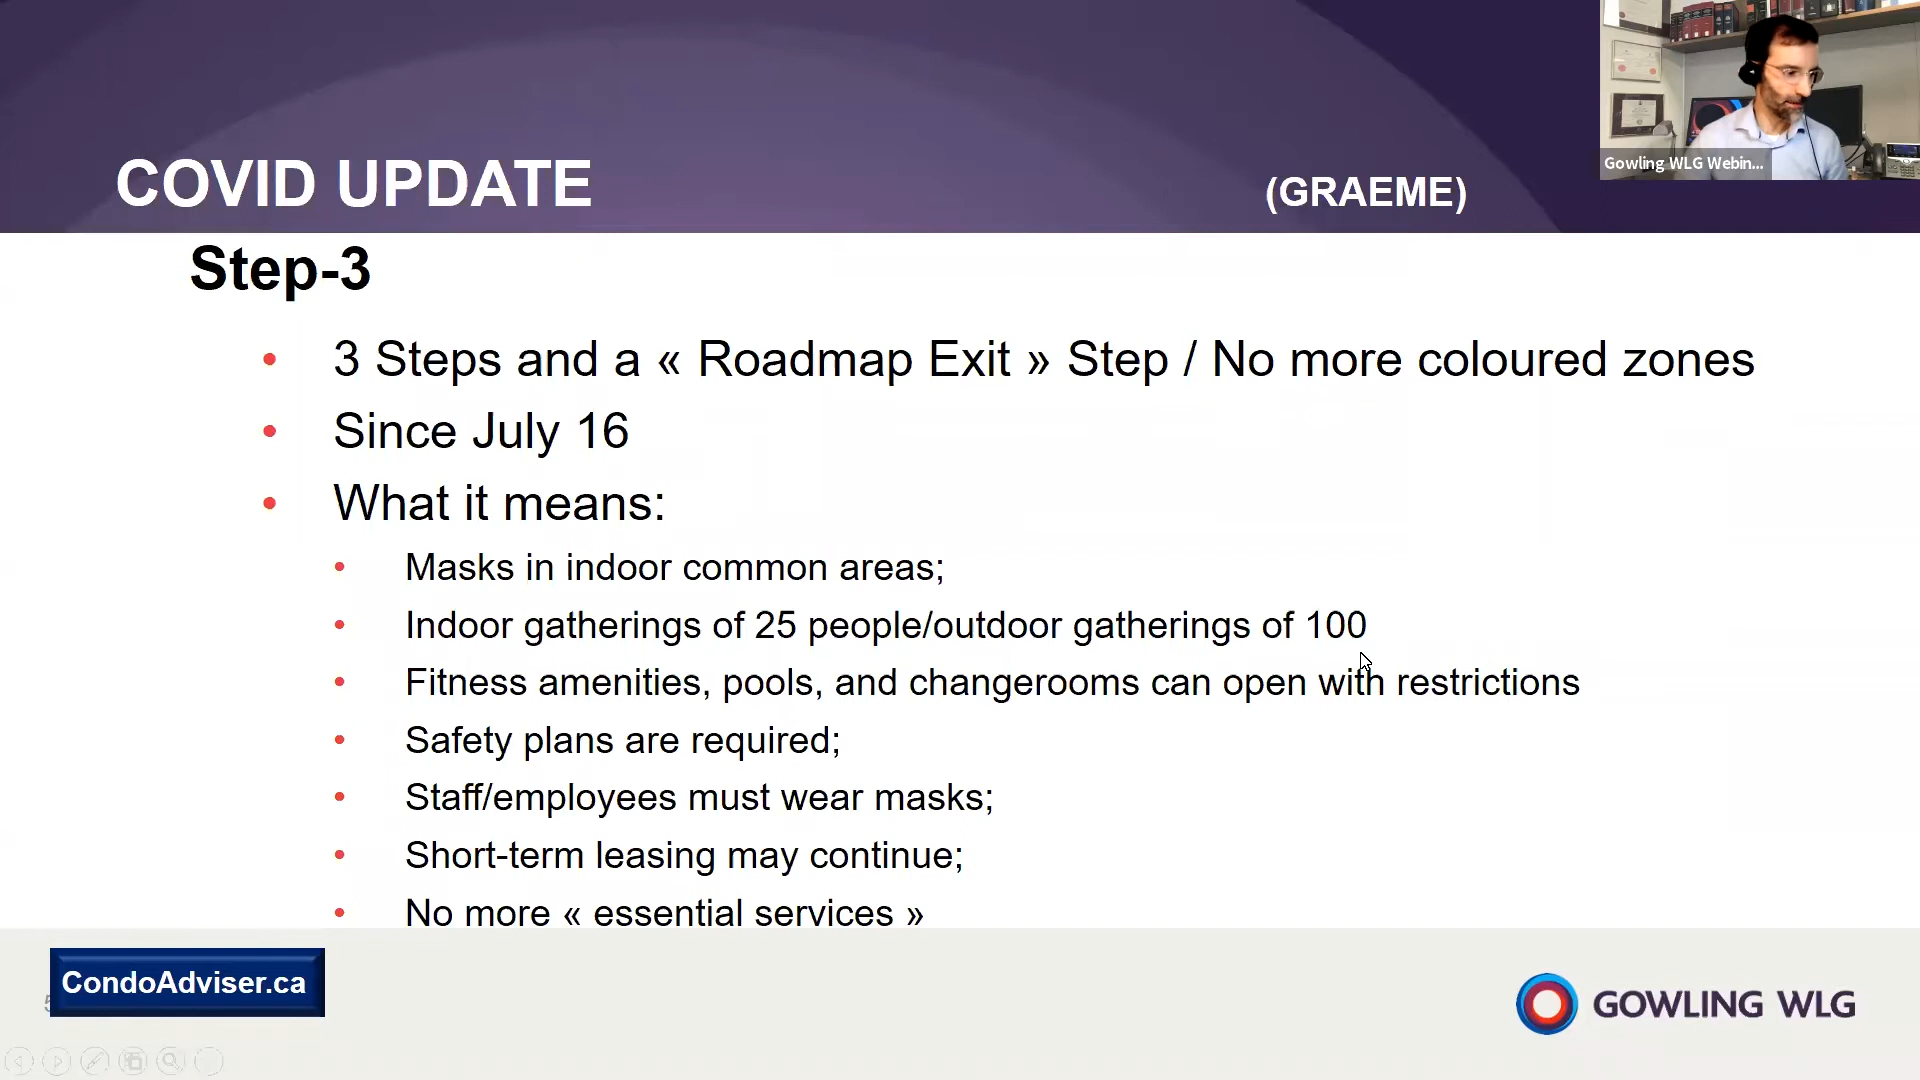 COVID UPDATE
(GRAEME)
Gowling WLG Webin...
Step-3
• 3 Steps and a « Roadmap Exit » Step / No more coloured zones
• Since July 16
• What it means:
• Masks in indoor common areas;
• Indoor gatherings of 25 people/outdoor gatherings of 100
• Fitness amenities, pools, and changerooms can open with restrictions
• Safety plans are required;
• Staff/employees must wear masks;
• Short-term leasing may continue;
• No more « essential services »
CondoAdviser.ca
GOWLING WLG